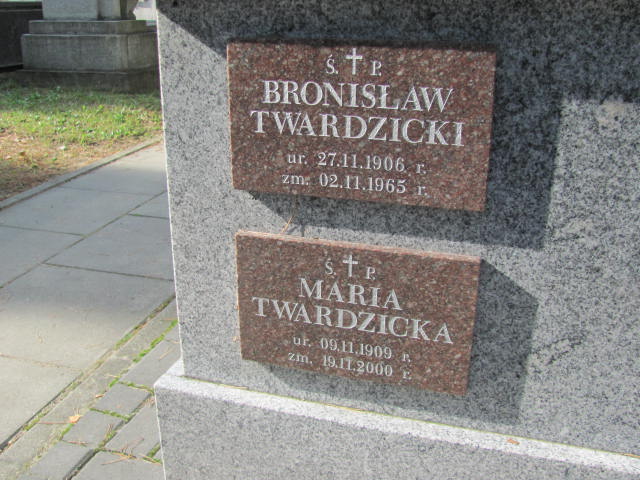 Ś. P.
BRONISŁAW
TWARDZICKI
ur. 27.11.1906 r.
zm. 02.11.1965 r.
Ś. P.
MARIA
TWARDZICKA
ur. 09.11.1909 r.
zm. 19.11.2000 r.